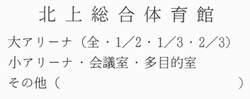 北上総合体育館
大アリーナ（全・1／2・1／3・2／3）
小アリーナ・会議室・多目的室
その他（　　　　　　　　　　　　　）